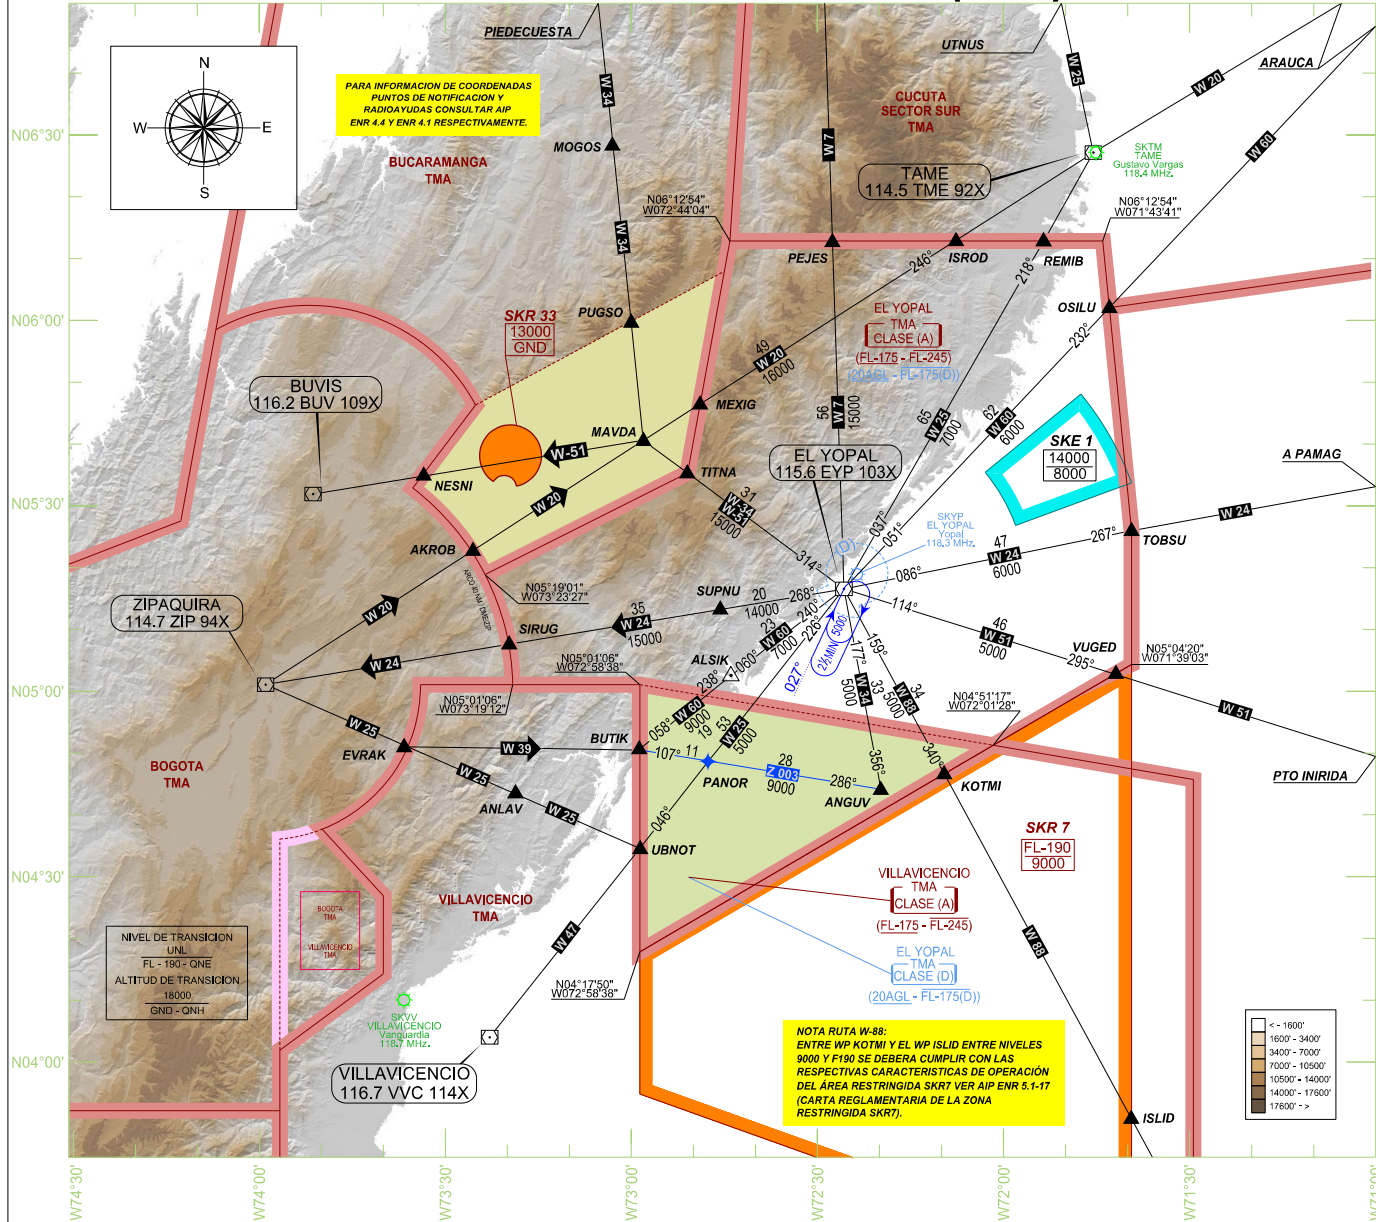 PIEDECUESTA
UTNUS
ARAUCA
N
W
E
S
PARA INFORMACION DE COORDENADAS
PUNTOS DE NOTIFICACION Y
RADIOAYUDAS CONSULTAR AIP
ENR 4.4 Y ENR 4.1 RESPECTIVAMENTE.
W 34
W 7
W 25
W 20
W 60
CUCUTA
SECTOR SUR
TMA
N06°30'
MOGOS
BUCARAMANGA
TMA
SKTM
TAME
Gustavo Vargas
118.4 MHz.
TAME
114.5 TME 92X
N06°12'54"
W072°44'04"
N06°12'54"
W071°43'41"
W 34
PEJES
ISROD
REMIB
246°
218°
N06°00'
PUGSO
SKR 33
13000
GND
EL YOPAL
TMA
CLASE (A)
(FL-175 - FL-245)
(20AGL - FL-175(D))
OSILU
232°
49
W 20
16000
BUVIS
116.2 BUV 109X
MEXIG
56
W 7
15000
65
W 25
7000
62
W 60
6000
MAVDA
W-51
SKE 1
14000
8000
A PAMAG
EL YOPAL
115.6 EYP 103X
TITNA
NESNI
N05°30'
31
W 34
W 51
15000
W 20
037°
051°
SKYP
EL YOPAL
Yopal
118.3 MHz.
W 24
267°
TOBSU
47
W 24
6000
AKROB
314°
(D)
086°
ARCO 40 NM / DMEZIP
N05°19'01"
W073°23'27"
SUPNU
20
14000
268°
240°
226°
114°
ZIPAQUIRA
114.7 ZIP 94X
W 20
35
W 24
15000
SIRUG
23
W 60
7000
2½MIN
5000
46
W 51
5000
VUGED
295°
N05°04'20"
W071°39'03"
W 24
N05°01'06"
W072°58'38"
ALSIK
060°
238°
027°
177°
159°
N05°00'
N05°01'06"
W073°19'12"
33
W 34
5000
34
W 88
5000
N04°51'17"
W072°01'28"
W 51
W 25
W 60
9000
19
53
W 25
5000
EVRAK
W 39
BUTIK
058°
107°
11
28
Z 003
9000
286°
356°
340°
BOGOTA
TMA
PANOR
ANGUV
KOTMI
PTO INIRIDA
W 25
ANLAV
W 25
046°
UBNOT
SKR 7
FL-190
9000
N04°30'
VILLAVICENCIO
TMA
VILLAVICENCIO
TMA
CLASE (A)
(FL-175 - FL-245)
BOGOTA
TMA
VILLAVICENCIO
TMA
W 47
W 88
NIVEL DE TRANSICION
UNL
FL - 190 - QNE
ALTITUD DE TRANSICION
18000
GND - QNH
EL YOPAL
TMA
CLASE (D)
(20AGL - FL-175(D))
N04°17'50"
W072°58'38"
SKVV
VILLAVICENCIO
Vanguardia
118.7 MHz.
NOTA RUTA W-88:
ENTRE WP KOTMI Y EL WP ISLID ENTRE NIVELES
9000 Y F190 SE DEBERA CUMPLIR CON LAS
RESPECTIVAS CARACTERISTICAS DE OPERACIÓN
DEL ÁREA RESTRINGIDA SKR7 VER AIP ENR 5.1-17
(CARTA REGLAMENTARIA DE LA ZONA
RESTRINGIDA SKR7).
< - 1600'
1600' - 3400'
3400' - 7000'
7000' - 10500'
10500' - 14000'
14000' - 17600'
17600' - >
N04°00'
VILLAVICENCIO
116.7 VVC 114X
ISLID
W74°30'
W74°00'
W73°30'
W73°00'
W72°30'
W72°00'
W71°30'
W71°00'